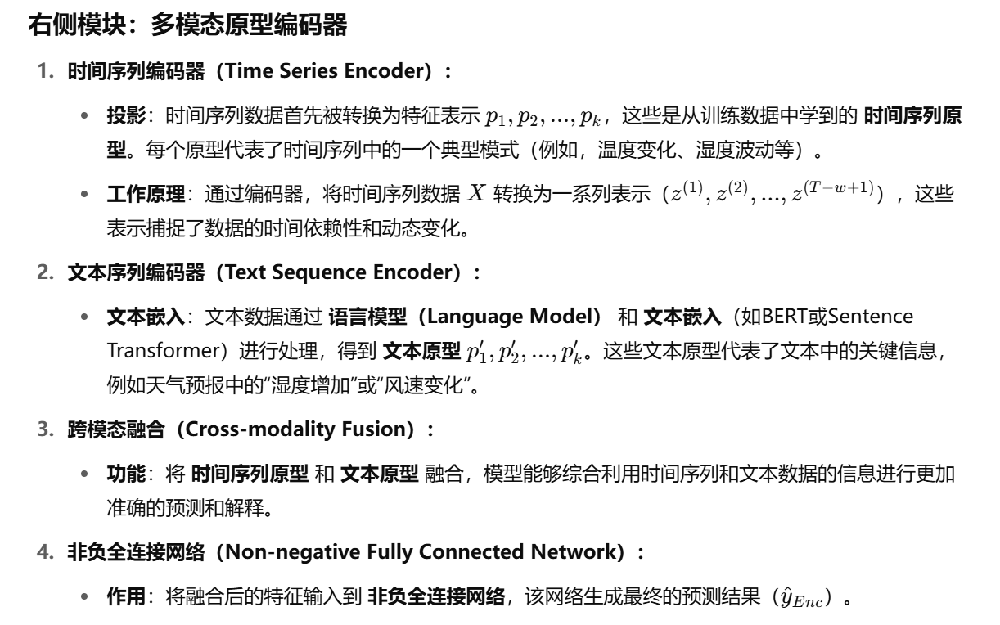 右侧模块：多模态原型编码器
1. 时间序列编码器（Time Series Encoder）：
• 投影：时间序列数据首先被转换为特征表示 p₁, p₂, ..., pₖ，这些是从训练数据中学到的 时间序列原
型。每个原型代表了时间序列中的一个典型模式（例如，温度变化、湿度波动等）。
• 工作原理：通过编码器，将时间序列数据 X 转换为一系列表示（z⁽¹⁾, z⁽²⁾, ..., z⁽ᵀ⁻ʷ⁺¹⁾），这些
表示捕捉了数据的时间依赖性和动态变化。
2. 文本序列编码器（Text Sequence Encoder）：
• 文本嵌入：文本数据通过 语言模型（Language Model） 和 文本嵌入（如BERT或Sentence
Transformer）进行处理，得到 文本原型 p′₁, p′₂, ..., p′ₖ。这些文本原型代表了文本中的关键信息，
例如天气预报中的“湿度增加”或“风速变化”。
3. 跨模态融合（Cross-modality Fusion）：
• 功能：将 时间序列原型 和 文本原型 融合，模型能够综合利用时间序列和文本数据的信息进行更加
准确的预测和解释。
4. 非负全连接网络（Non-negative Fully Connected Network）：
• 作用：将融合后的特征输入到 非负全连接网络，该网络生成最终的预测结果（ŷ_Enc）。